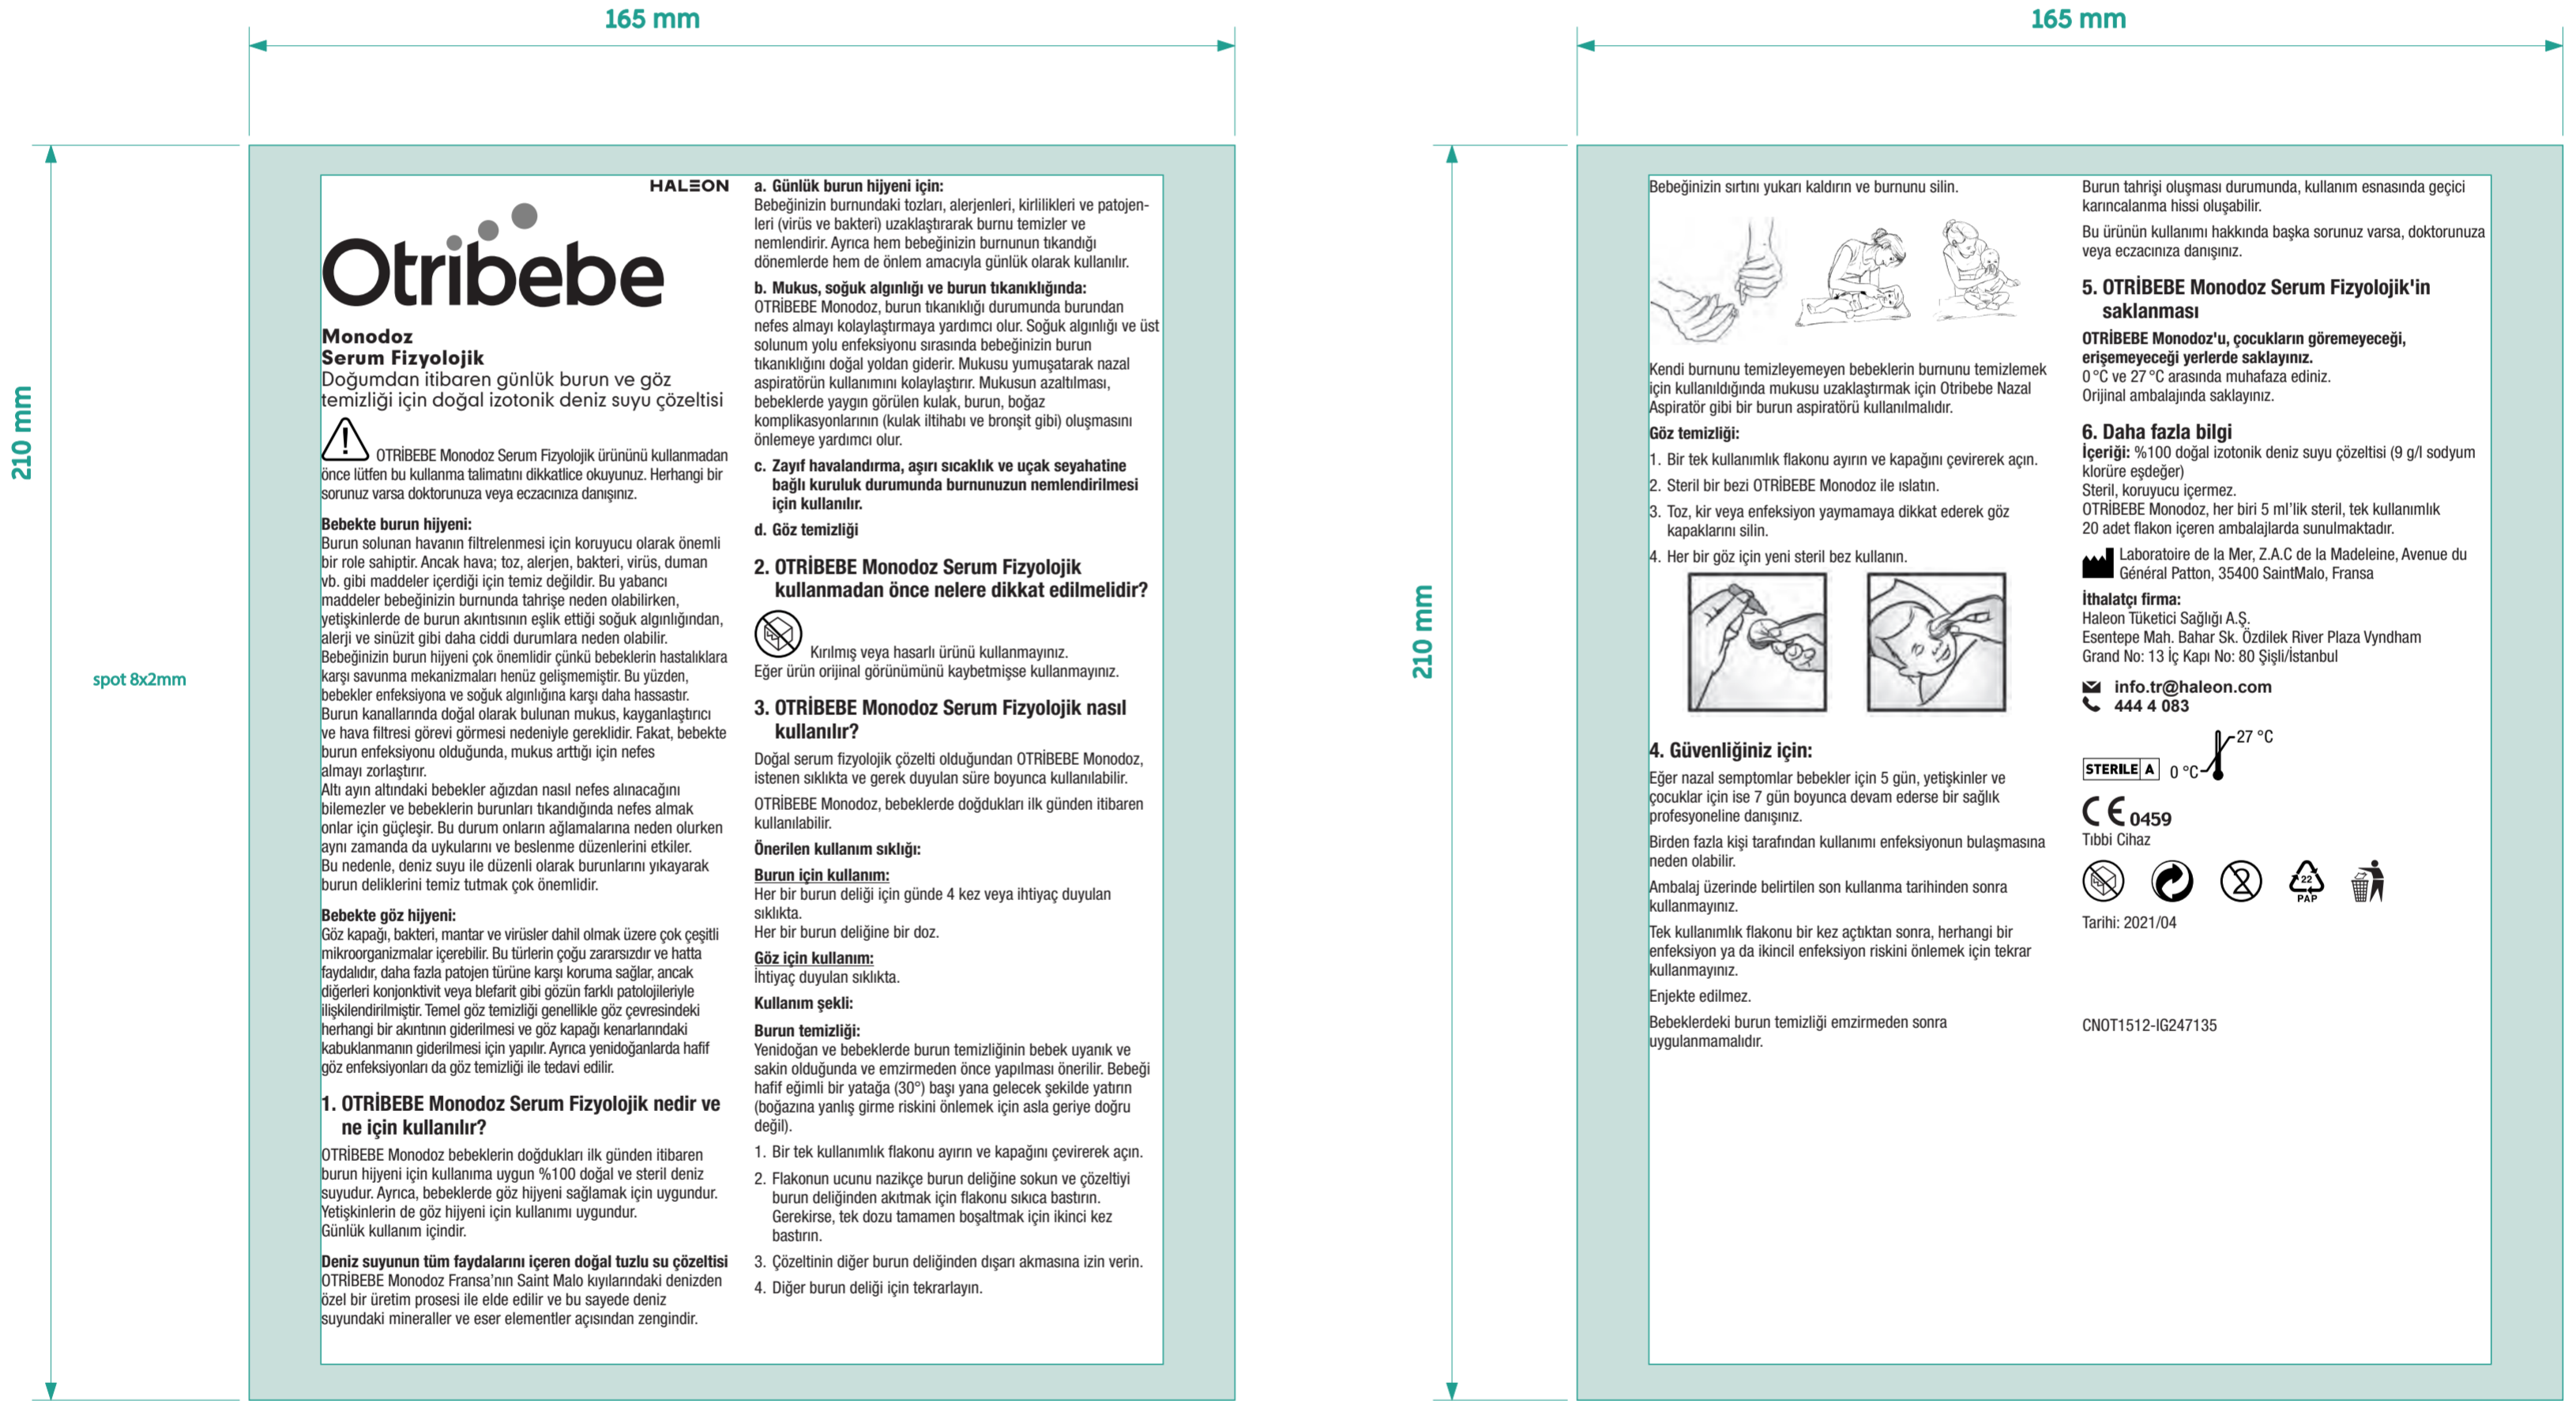 165 mm
165 mm
210 mm
210 mm
spot 8x2mm
HALEON
Otribebe
Monodoz
Serum Fizyolojik
Doğumdan itibaren günlük burun ve göz
temizliği için doğal izotonik deniz suyu çözeltisi
OTRİBEBE Monodoz Serum Fizyolojik ürününü kullanmadan
önce lütfen bu kullanma talimatını dikkatlice okuyunuz. Herhangi bir
sorunuz varsa doktorunuza veya eczacınıza danışınız.
Bebekte burun hijyeni:
Burun solunan havanın filtrelenmesi için koruyucu olarak önemli
bir role sahiptir. Ancak hava; toz, alerjen, bakteri, virüs, duman
vb. gibi maddeler içerdiği için temiz değildir. Bu yabancı
maddeler bebeğinizin burnunda tahrişe neden olabilirken,
yetişkinlerde de burun akıntısının eşlik ettiği soğuk algınlığından,
alerji ve sinüzit gibi daha ciddi durumlara neden olabilir.
Bebeğinizin burun hijyeni çok önemlidir çünkü bebeklerin hastalıklara
karşı savunma mekanizmaları henüz gelişmemiştir. Bu yüzden,
bebekler enfeksiyona ve soğuk algınlığına karşı daha hassastır.
Burun kanallarında doğal olarak bulunan mukus, kayganlaştırıcı
ve hava filtresi görevi görmesi nedeniyle gereklidir. Fakat, bebekte
burun enfeksiyonu olduğunda, mukus arttığı için nefes
almayı zorlaştırır.
Altı ayın altındaki bebekler ağızdan nasıl nefes alınacağını
bilemezler ve bebeklerin burunları tıkandığında nefes almak
onlar için güçleşir. Bu durum onların ağlamalarına neden olurken
aynı zamanda da uykularını ve beslenme düzenlerini etkiler.
Bu nedenle, deniz suyu ile düzenli olarak burunlarını yıkayarak
burun deliklerini temiz tutmak çok önemlidir.
Bebekte göz hijyeni:
Göz kapağı, bakteri, mantar ve virüsler dahil olmak üzere çok çeşitli
mikroorganizmalar içerebilir. Bu türlerin çoğu zararsızdır ve hatta
faydalıdır, daha fazla patojen türüne karşı koruma sağlar, ancak
diğerleri konjonktivit veya blefarit gibi gözün farklı patolojileriyle
ilişkilendirilmiştir. Temel göz temizliği genellikle göz çevresindeki
herhangi bir akıntının giderilmesi ve göz kapağı kenarlarındaki
kabuklanmanın giderilmesi için yapılır. Ayrıca yenidoğanlarda hafif
göz enfeksiyonları da göz temizliği ile tedavi edilir.
1. OTRİBEBE Monodoz Serum Fizyolojik nedir ve
ne için kullanılır?
OTRİBEBE Monodoz bebeklerin doğdukları ilk günden itibaren
burun hijyeni için kullanıma uygun %100 doğal ve steril deniz
suyudur. Ayrıca, bebeklerde göz hijyeni sağlamak için uygundur.
Yetişkinlerin de göz hijyeni için kullanımı uygundur.
Günlük kullanım içindir.
Deniz suyunun tüm faydalarını içeren doğal tuzlu su çözeltisi
OTRİBEBE Monodoz Fransa’nın Saint Malo kıyılarındaki denizden
özel bir üretim prosesi ile elde edilir ve bu sayede deniz
suyundaki mineraller ve eser elementler açısından zengindir.
a. Günlük burun hijyeni için:
Bebeğinizin burnundaki tozları, alerjenleri, kirlilikleri ve patojen-
leri (virüs ve bakteri) uzaklaştırarak burnu temizler ve
nemlendirir. Ayrıca hem bebeğinizin burnunun tıkandığı
dönemlerde hem de önlem amacıyla günlük olarak kullanılır.
b. Mukus, soğuk algınlığı ve burun tıkanıklığında:
OTRİBEBE Monodoz, burun tıkanıklığı durumunda burundan
nefes almayı kolaylaştırmaya yardımcı olur. Soğuk algınlığı ve üst
solunum yolu enfeksiyonu sırasında bebeğinizin burun
tıkanıklığını doğal yoldan giderir. Mukusu yumuşatarak nazal
aspiratörün kullanımını kolaylaştırır. Mukusun azaltılması,
bebeklerde yaygın görülen kulak, burun, boğaz
komplikasyonlarının (kulak iltihabı ve bronşit gibi) oluşmasını
önlemeye yardımcı olur.
c. Zayıf havalandırma, aşırı sıcaklık ve uçak seyahatine
bağlı kuruluk durumunda burnunuzun nemlendirilmesi
için kullanılır.
d. Göz temizliği
2. OTRİBEBE Monodoz Serum Fizyolojik
kullanmadan önce nelere dikkat edilmelidir?
Kırılmış veya hasarlı ürünü kullanmayınız.
Eğer ürün orijinal görünümünü kaybetmişse kullanmayınız.
3. OTRİBEBE Monodoz Serum Fizyolojik nasıl
kullanılır?
Doğal serum fizyolojik çözelti olduğundan OTRİBEBE Monodoz,
istenen sıklıkta ve gerek duyulan süre boyunca kullanılabilir.
OTRİBEBE Monodoz, bebeklerde doğdukları ilk günden itibaren
kullanılabilir.
Önerilen kullanım sıklığı:
Burun için kullanım:
Her bir burun deliği için günde 4 kez veya ihtiyaç duyulan
sıklıkta.
Her bir burun deliğine bir doz.
Göz için kullanım:
İhtiyaç duyulan sıklıkta.
Kullanım şekli:
Burun temizliği:
Yenidoğan ve bebeklerde burun temizliğinin bebek uyanık ve
sakin olduğunda ve emzirmeden önce yapılması önerilir. Bebeği
hafif eğimli bir yatağa (30°) başı yana gelecek şekilde yatırın
(boğazına yanlış girme riskini önlemek için asla geriye doğru
değil).
1. Bir tek kullanımlık flakonu ayırın ve kapağını çevirerek açın.
2. Flakonun ucunu nazikçe burun deliğine sokun ve çözeltiyi
burun deliğinden akıtmak için flakonu sıkıca bastırın.
Gerekirse, tek dozu tamamen boşaltmak için ikinci kez
bastırın.
3. Çözeltinin diğer burun deliğinden dışarı akmasına izin verin.
4. Diğer burun deliği için tekrarlayın.
Bebeğinizin sırtını yukarı kaldırın ve burnunu silin.
Kendi burnunu temizleyemeyen bebeklerin burnunu temizlemek
için kullanıldığında mukusu uzaklaştırmak için Otribebe Nazal
Aspiratör gibi bir burun aspiratörü kullanılmalıdır.
Göz temizliği:
1. Bir tek kullanımlık flakonu ayırın ve kapağını çevirerek açın.
2. Steril bir bezi OTRİBEBE Monodoz ile ıslatın.
3. Toz, kir veya enfeksiyon yaymamaya dikkat ederek göz
kapaklarını silin.
4. Her bir göz için yeni steril bez kullanın.
4. Güvenliğiniz için:
Eğer nazal semptomlar bebekler için 5 gün, yetişkinler ve
çocuklar için ise 7 gün boyunca devam ederse bir sağlık
profesyoneline danışınız.
Birden fazla kişi tarafından kullanımı enfeksiyonun bulaşmasına
neden olabilir.
Ambalaj üzerinde belirtilen son kullanma tarihinden sonra
kullanmayınız.
Tek kullanımlık flakonu bir kez açtıktan sonra, herhangi bir
enfeksiyon ya da ikincil enfeksiyon riskini önlemek için tekrar
kullanmayınız.
Enjekte edilmez.
Bebeklerdeki burun temizliği emzirmeden sonra
uygulanmamalıdır.
Burun tahrişi oluşması durumunda, kullanım esnasında geçici
karıncalanma hissi oluşabilir.
Bu ürünün kullanımı hakkında başka sorunuz varsa, doktorunuza
veya eczacınıza danışınız.
5. OTRİBEBE Monodoz Serum Fizyolojik'in
saklanması
OTRİBEBE Monodoz'u, çocukların göremeyeceği,
erişemeyeceği yerlerde saklayınız.
0 °C ve 27 °C arasında muhafaza ediniz.
Orijinal ambalajında saklayınız.
6. Daha fazla bilgi
İçeriği: %100 doğal izotonik deniz suyu çözeltisi (9 g/l sodyum
klorüre eşdeğer)
Steril, koruyucu içermez.
OTRİBEBE Monodoz, her biri 5 ml’lik steril, tek kullanımlık
20 adet flakon içeren ambalajlarda sunulmaktadır.
Laboratoire de la Mer, Z.A.C de la Madeleine, Avenue du
Général Patton, 35400 SaintMalo, Fransa
İthalatçı firma:
Haleon Tüketici Sağlığı A.Ş.
Esentepe Mah. Bahar Sk. Özdilek River Plaza Vyndham
Grand No: 13 İç Kapı No: 80 Şişli/İstanbul
info.tr@haleon.com
444 4 083
27 °C
STERILE A 0 °C
CE 0459
Tıbbi Cihaz
2
22
PAP
Tarihi: 2021/04
CNOT1512-IG247135